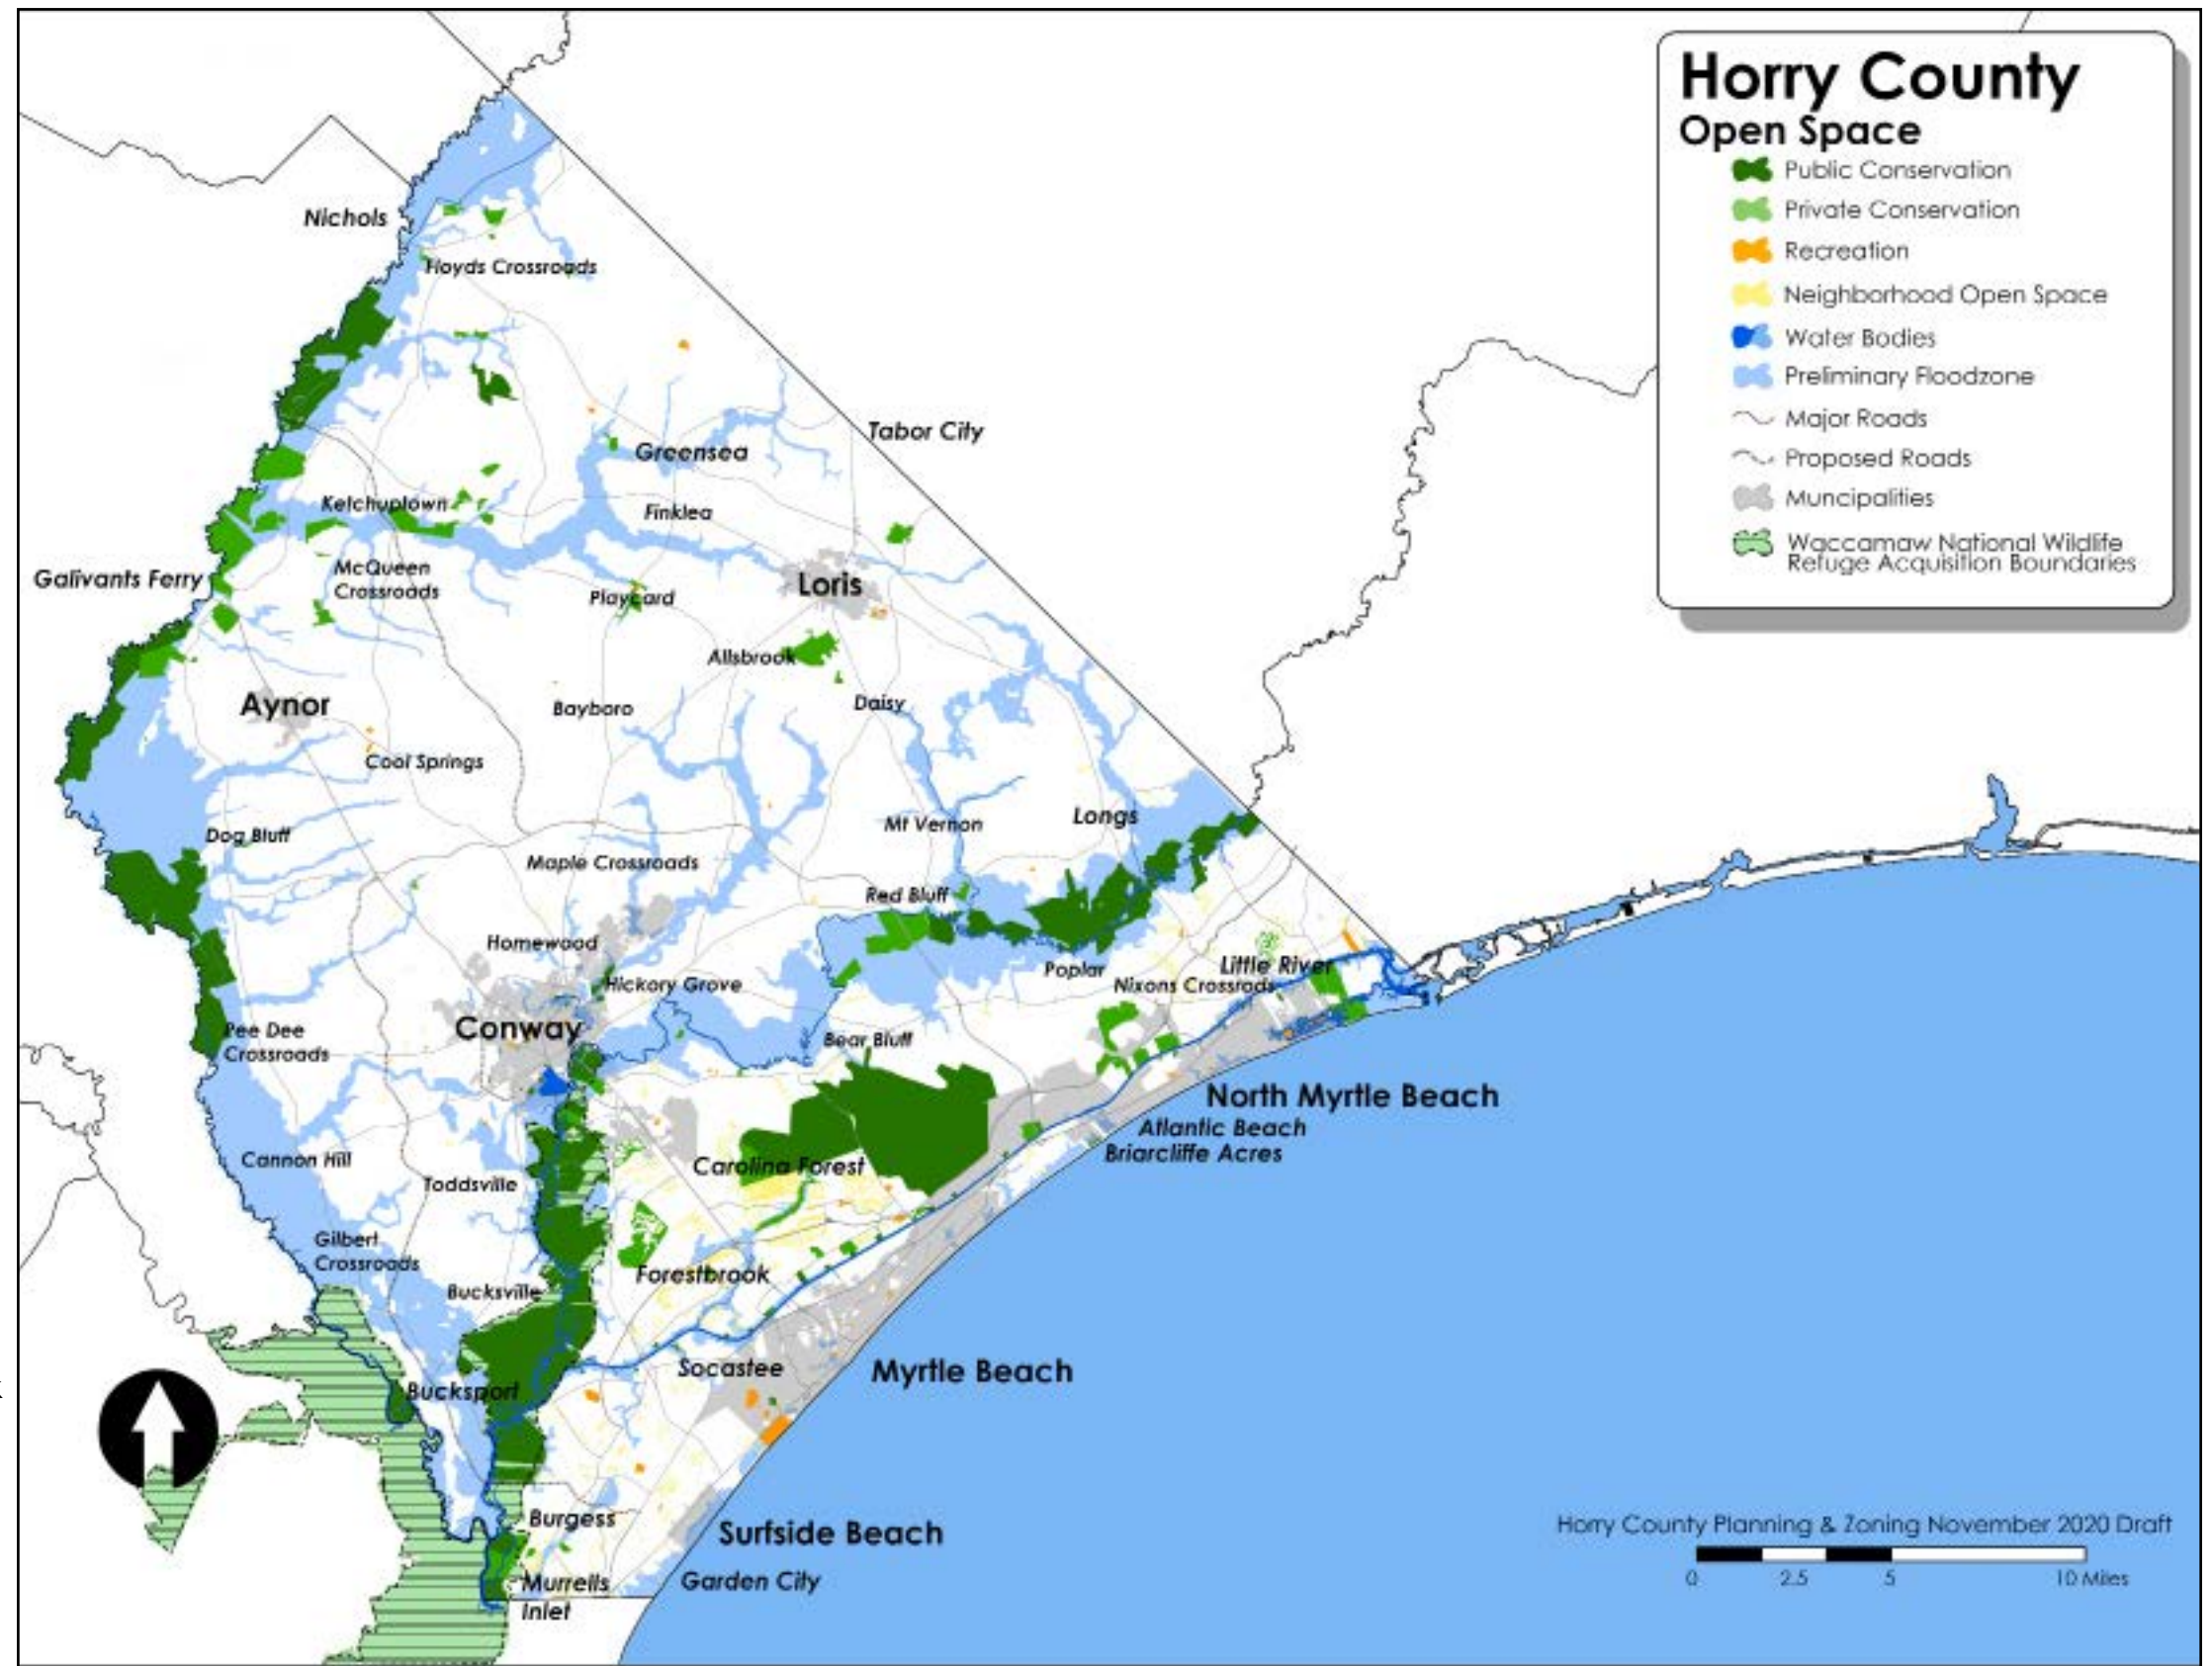 Horry County
Open Space
Public Conservation
Private Conservation
Recreation
Neighborhood Open Space
Water Bodies
Preliminary Floodzone
Major Roads
Proposed Roads
Muncipalities
Waccamaw National Wildlife
Refuge Acquisition Boundaries
Nichols
Floyds Crossroads
Tabor City
Greensea
Ketchuptown
Finklea
McQueen
Crossroads
Galivants Ferry
Loris
Playcard
Allsbrook
Aynor
Bayboro
Daisy
Cool Springs
Longs
Mt Vernon
Dog Bluff
Maple Crossroads
Red Bluff
Homewood
Little River
Poplar
Nixons Crossroads
Hickory Grove
Conway
Pee Dee
Crossroads
Bear Bluff
North Myrtle Beach
Atlantic Beach
Briarcliffe Acres
Cannon Hill
Carolina Forest
Toddsville
Gilbert
Crossroads
Forestbrook
Bucksville
Socastee
Myrtle Beach
Bucksport
Burgess
Surfside Beach
Murrells
Inlet
Garden City
Horry County Planning & Zoning November 2020 Draft
0 2.5 5 10 Miles